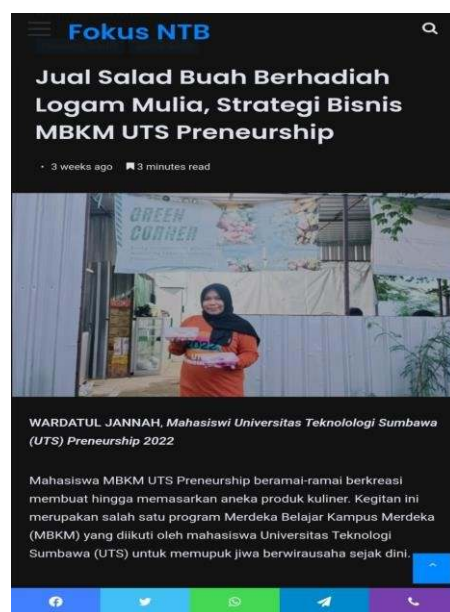 Fokus NTB
Jual Salad Buah Berhadiah
Logam Mulia, Strategi Bisnis
MBKM UTS Preneurship
3 weeks ago 3 minutes read
GREEN
CORNER
WARDATUL JANNAH, Mahasiswi Universitas Teknolologi Sumbawa
(UTS) Preneurship 2022
Mahasiswa MBKM UTS Preneurship beramai-ramai berkreasi
membuat hingga memasarkan aneka produk kuliner. Kegitan ini
merupakan salah satu program Merdeka Belajar Kampus Merdeka
(MBKM) yang diikuti oleh mahasiswa Universitas Teknologi
Sumbawa (UTS) untuk memupuk jiwa berwirausaha sejak dini.